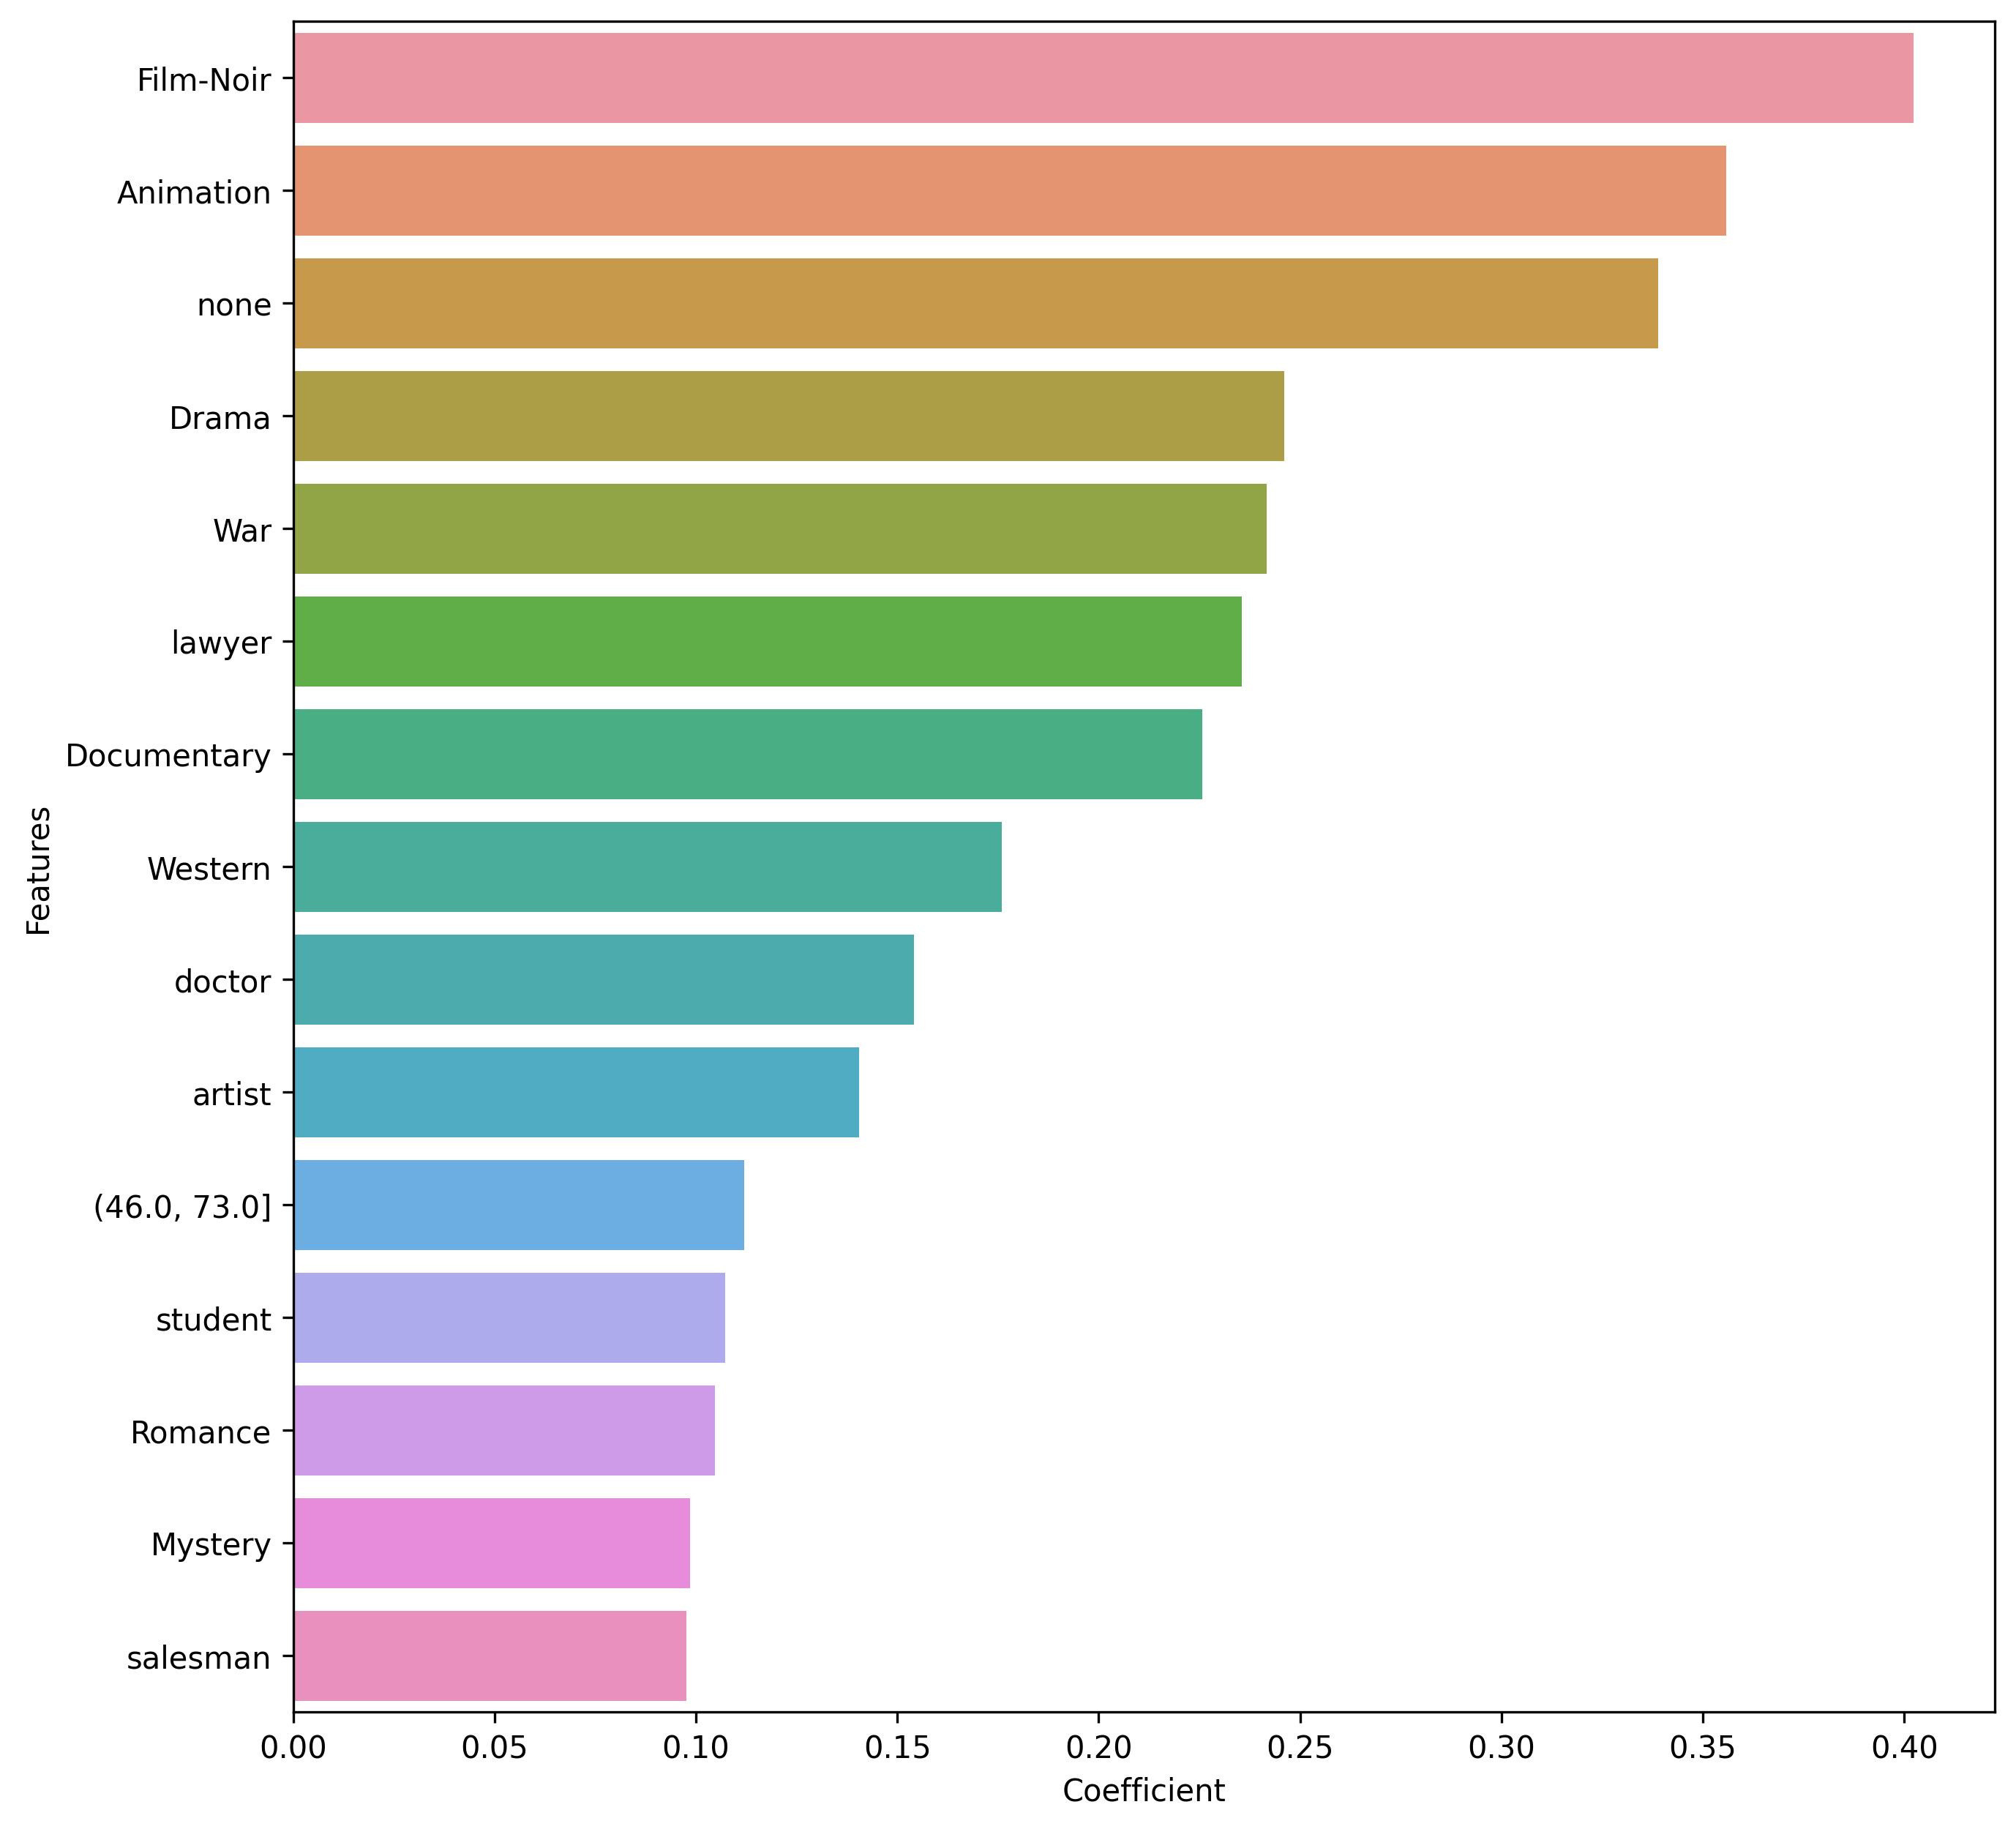 Film-Noir
Animation
none
Drama
War
lawyer
Documentary
Western
doctor
artist
(46.0, 73.0]
student
Romance
Mystery
salesman
Features
0.00 0.05 0.10 0.15 0.20 0.25 0.30 0.35 0.40
Coefficient